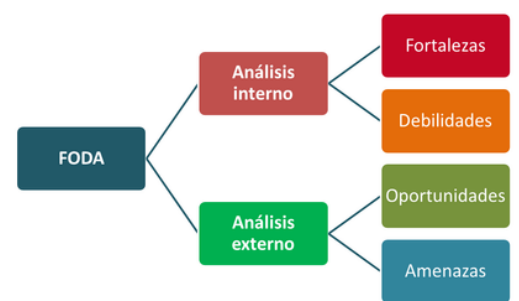 FODA
Análisis
interno
Fortalezas
Debilidades
Análisis
externo
Oportunidades
Amenazas